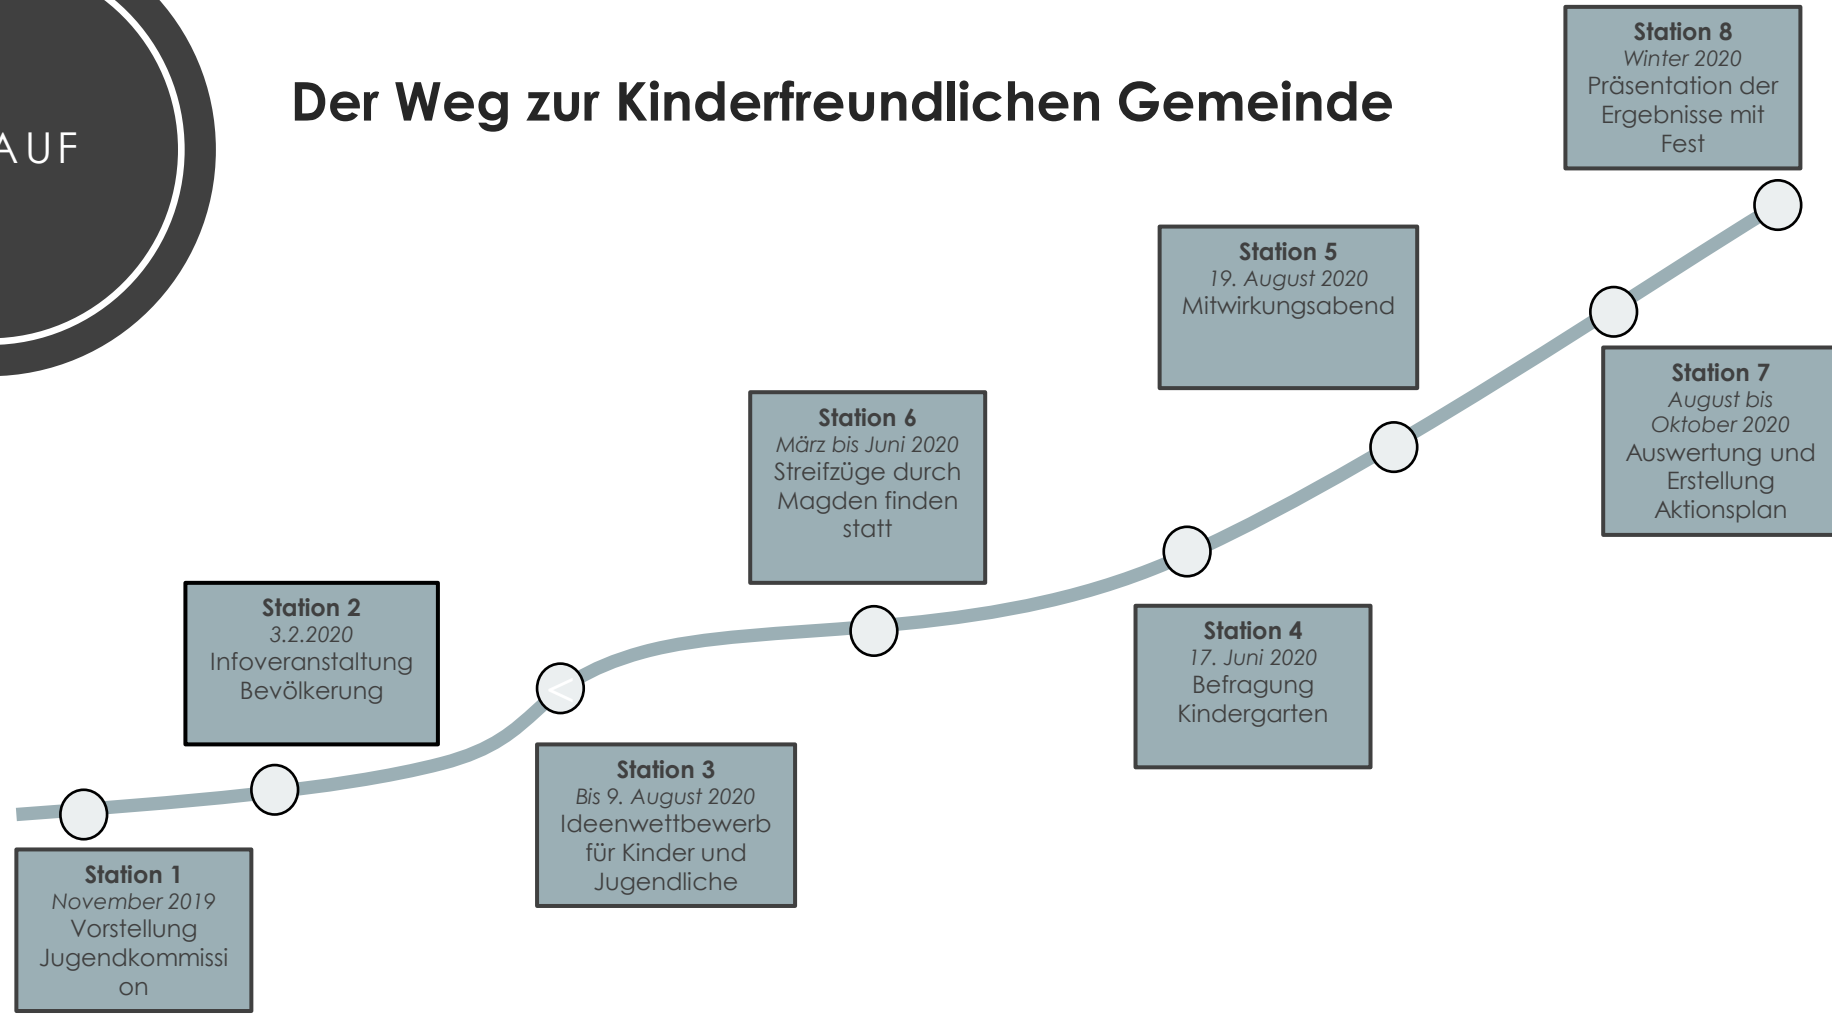 AUF
Der Weg zur Kinderfreundlichen Gemeinde
Station 8
Winter 2020
Präsentation der
Ergebnisse mit
Fest
Station 5
19. August 2020
Mitwirkungsabend
Station 7
August bis
Oktober 2020
Auswertung und
Erstellung
Aktionsplan
Station 6
März bis Juni 2020
Streifzüge durch
Magden finden
statt
Station 2
3.2.2020
Infoveranstaltung
Bevölkerung
Station 4
17. Juni 2020
Befragung
Kindergarten
<
Station 3
Bis 9. August 2020
Ideenwettbewerb
für Kinder und
Jugendliche
Station 1
November 2019
Vorstellung
Jugendkommissi
on